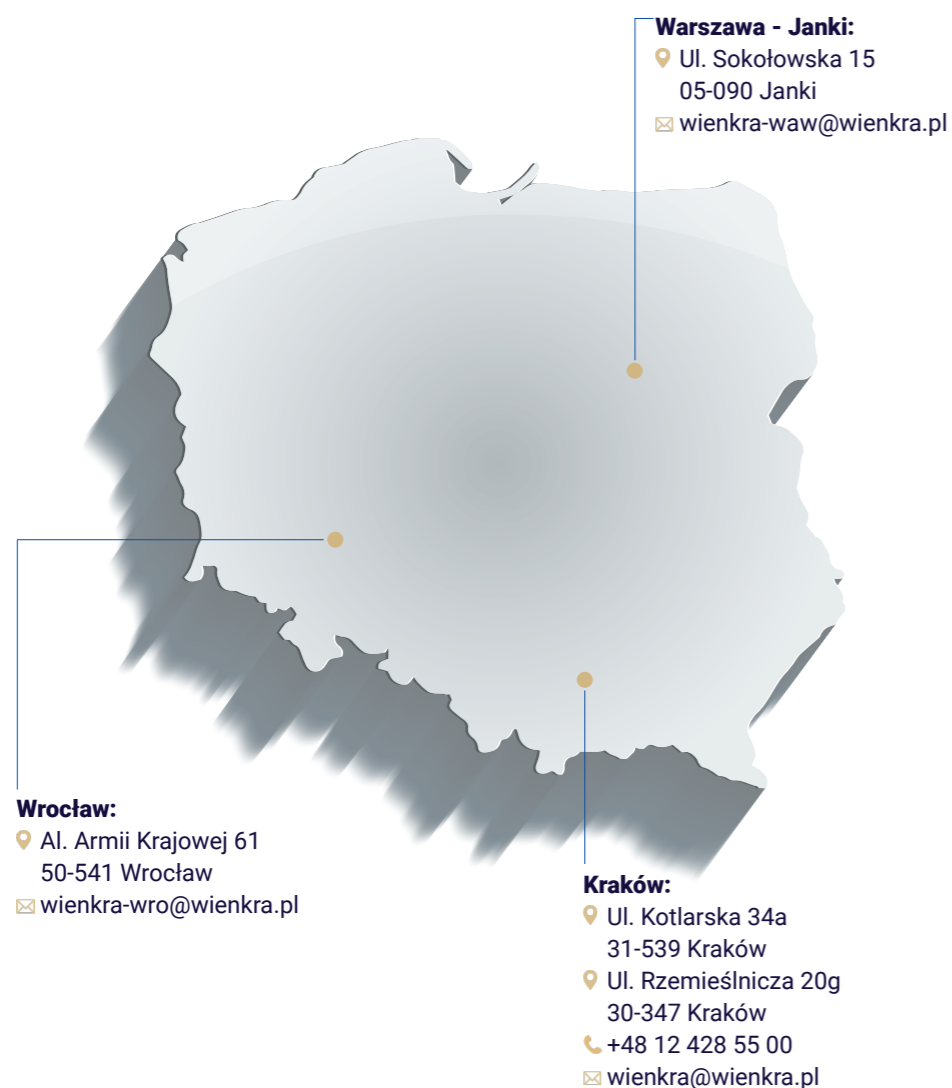 Warszawa - Janki:
Ul. Sokołowska 15
05-090 Janki
wienkra-waw@wienkra.pl
Wrocław:
Al. Armii Krajowej 61
50-541 Wrocław
wienkra-wro@wienkra.pl
Kraków:
Ul. Kotlarska 34a
31-539 Kraków
Ul. Rzemieślnicza 20g
30-347 Kraków
+48 12 428 55 00
wienkra@wienkra.pl